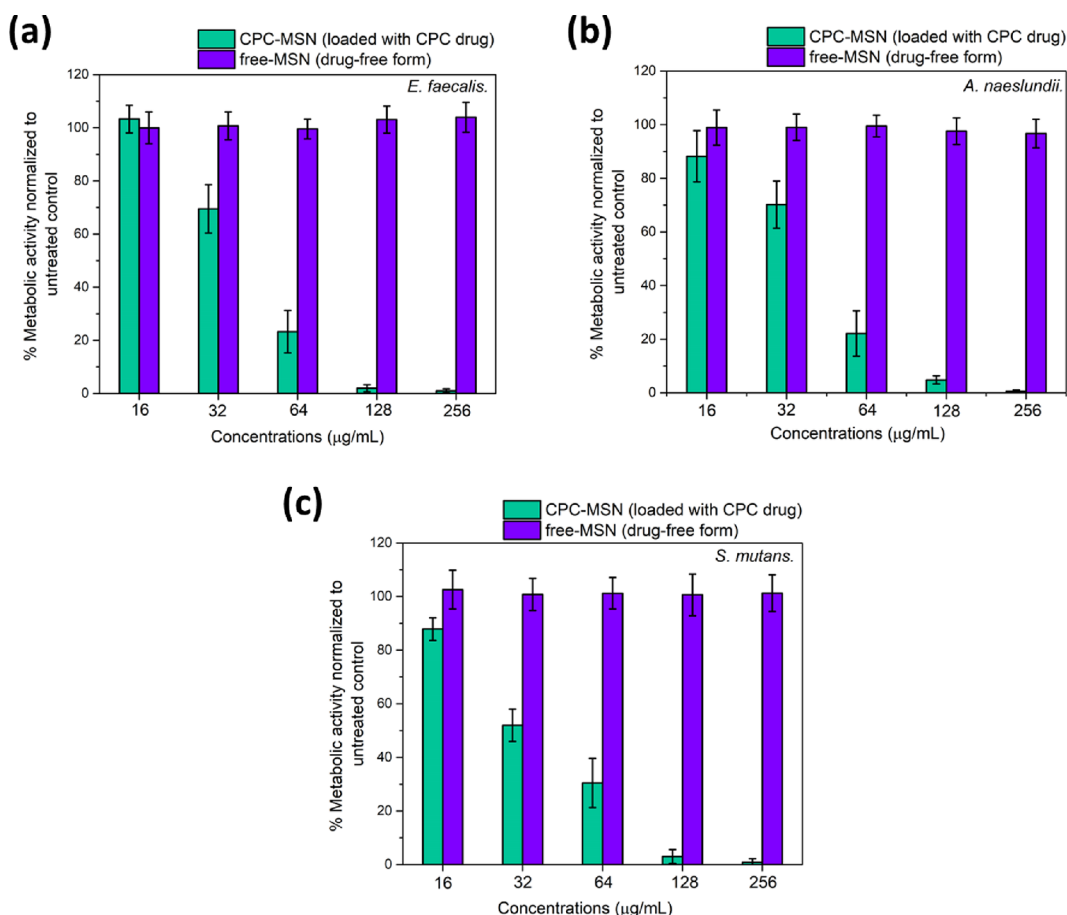 (a)
CPC-MSN (loaded with CPC drug)
free-MSN (drug-free form)
E. faecalis.
% Metabolic activity normalized to
untreated control
120
100
80
60
40
20
0
16 32 64 128 256
Concentrations (µg/mL)
(b)
CPC-MSN (loaded with CPC drug)
free-MSN (drug-free form)
A. naeslundii.
% Metabolic activity normalized to
untreated control
120
100
80
60
40
20
0
16 32 64 128 256
Concentrations (µg/mL)
(c)
CPC-MSN (loaded with CPC drug)
free-MSN (drug-free form)
S. mutans.
% Metabolic activity normalized to
untreated control
120
100
80
60
40
20
0
16 32 64 128 256
Concentrations (µg/mL)